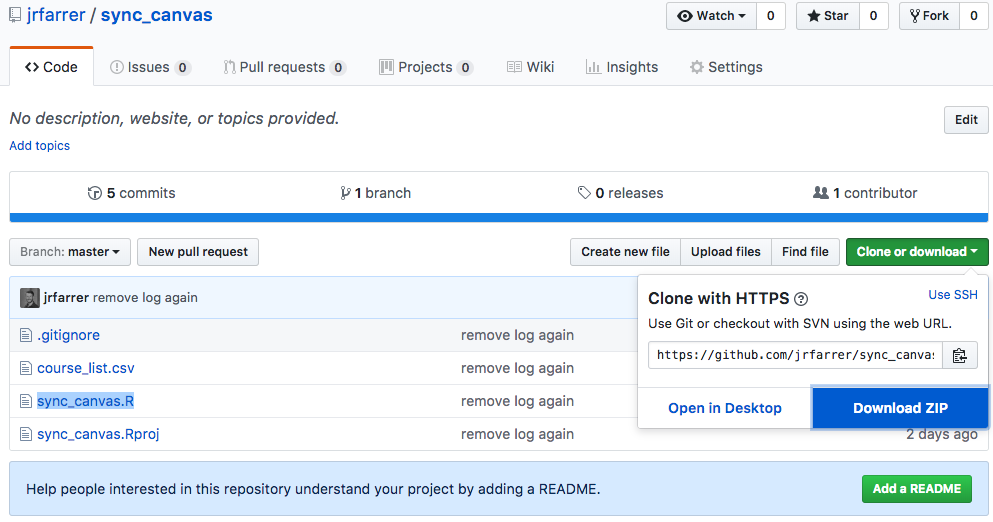 jrfarrer / sync_canvas
Watch 0 Star 0 Fork 0
Code Issues 0 Pull requests 0 Projects 0 Wiki Insights Settings
No description, website, or topics provided.
Edit
Add topics
5 commits 1 branch 0 releases 1 contributor
Branch: master New pull request Create new file Upload files Find file Clone or download
jrfarrer remove log again
.gitignore remove log again
course_list.csv remove log again
sync_canvas.R remove log again
sync_canvas.Rproj remove log again 2 days ago
Clone with HTTPS ? Use SSH
Use Git or checkout with SVN using the web URL.
https://github.com/jrfarrer/sync_canvas
Open in Desktop Download ZIP
Help people interested in this repository understand your project by adding a README. Add a README